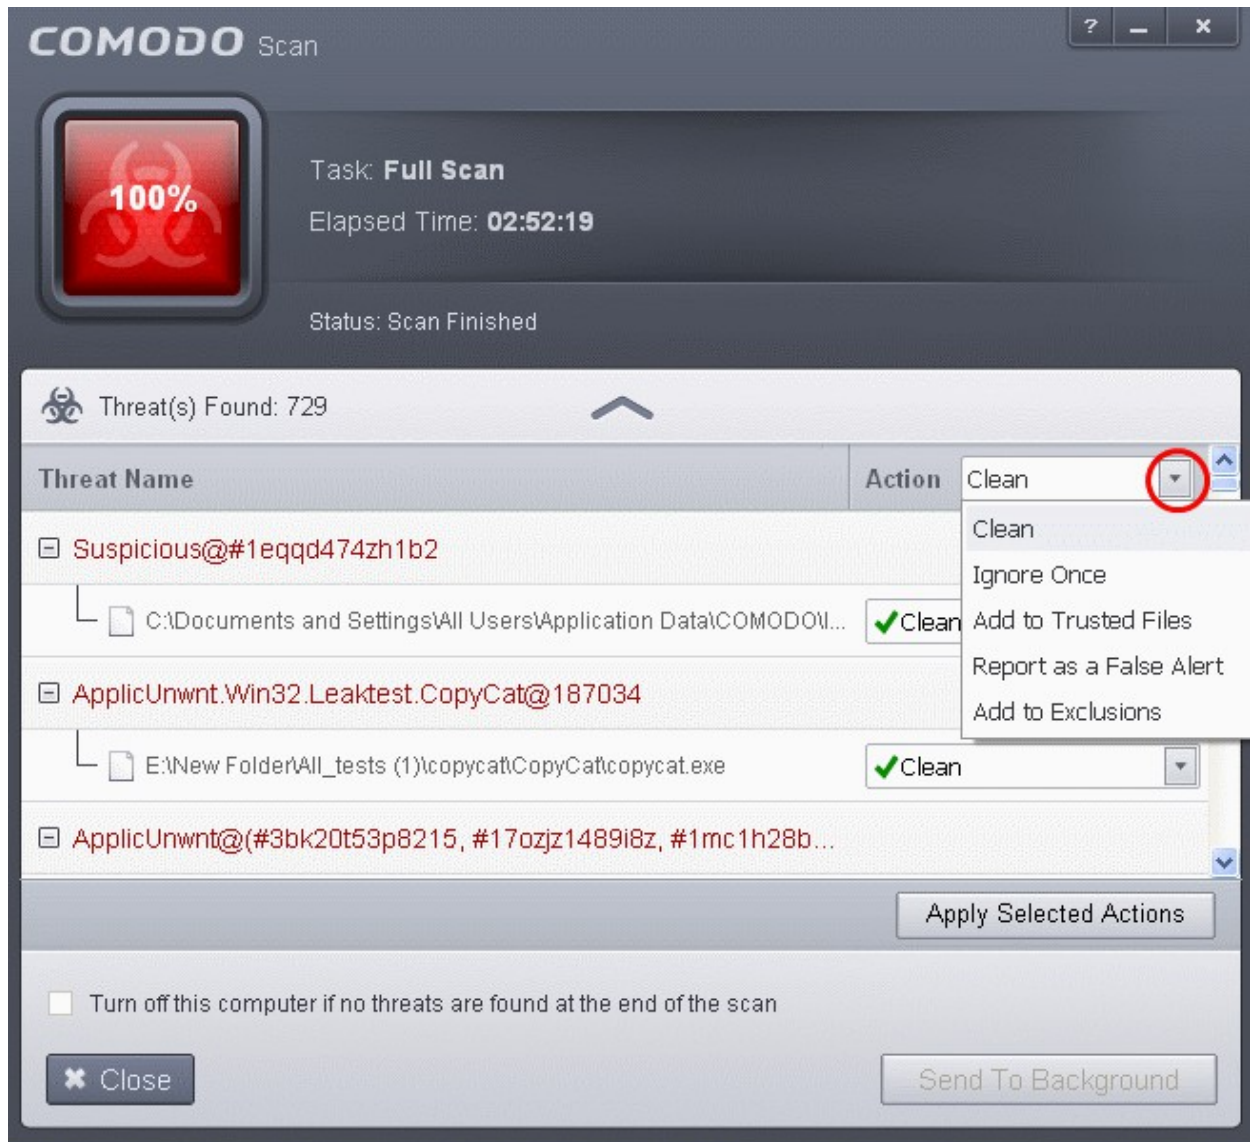 COMODO Scan
? _ x
100%
Task: Full Scan
Elapsed Time: 02:52:19
Status: Scan Finished
Threat(s) Found: 729
Threat Name
Action Clean
Clean
Ignore Once
Add to Trusted Files
Report as a False Alert
Add to Exclusions
Suspicious@#1eqqd474zh1b2
C:\Documents and Settings\All Users\Application Data\COMODO\I... Clean
ApplicUnwnt.Win32.Leaktest.CopyCat@187034
E:\New Folder\All_tests (1)\copycat\CopyCat\copycat.exe Clean
ApplicUnwnt@(#3bk20t53p8215, #17ozjz1489i8z, #1mc1h28b...
Apply Selected Actions
Turn off this computer if no threats are found at the end of the scan
Close
Send To Background